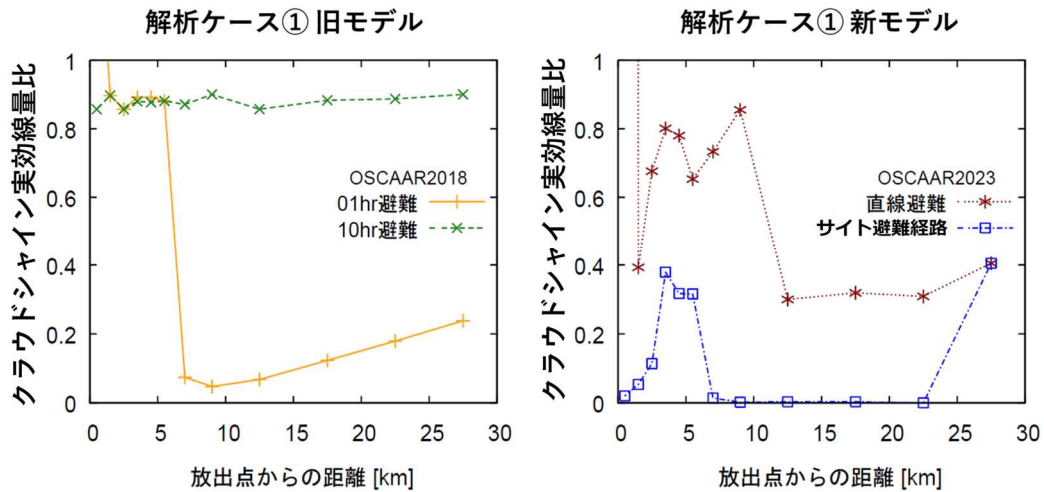 解析ケース① 旧モデル
クラウドシャイン実効線量比
1
0.8
0.6
0.4
0.2
0
OSCAAR2018
01hr避難
10hr避難
0 5 10 15 20 25 30
放出点からの距離 [km]
解析ケース① 新モデル
クラウドシャイン実効線量比
1
0.8
0.6
0.4
0.2
0
OSCAAR2023
直線避難
サイト避難経路
0 5 10 15 20 25 30
放出点からの距離 [km]